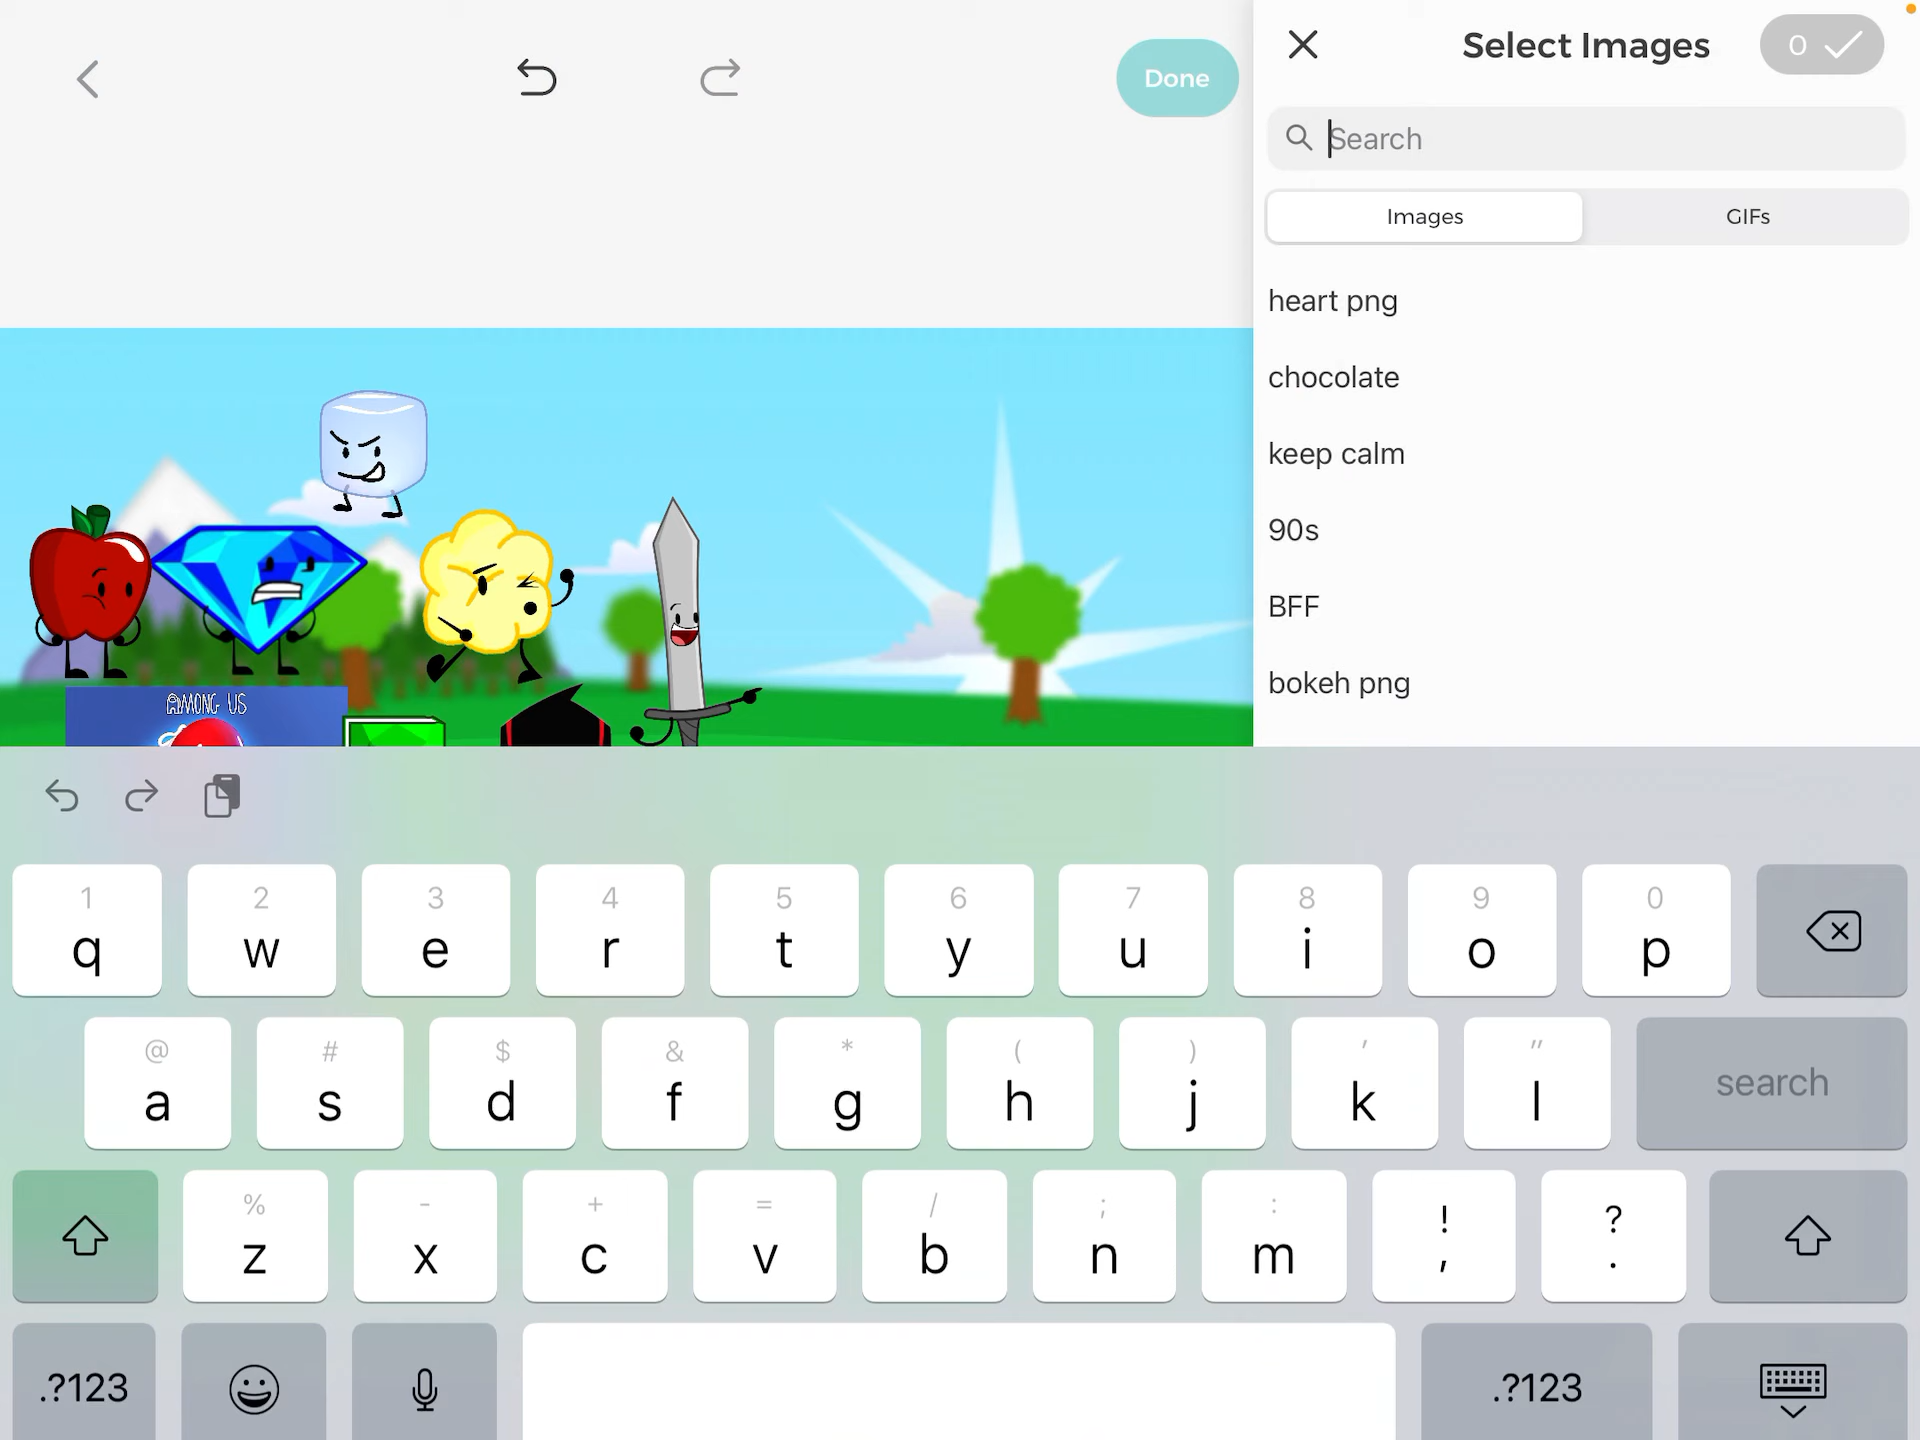 Done
Select Images
0
Search
Images
GIFs
heart png
chocolate
keep calm
90s
BFF
bokeh png
AMONG US
1 2 3 4 5 6 7 8 9 0
q w e r t y u i o p
@ # $ & * ( ) ' "
a s d f g h j k l search
% - + = / ; : ! ?
z x c v b n m , .
.?123 .?123